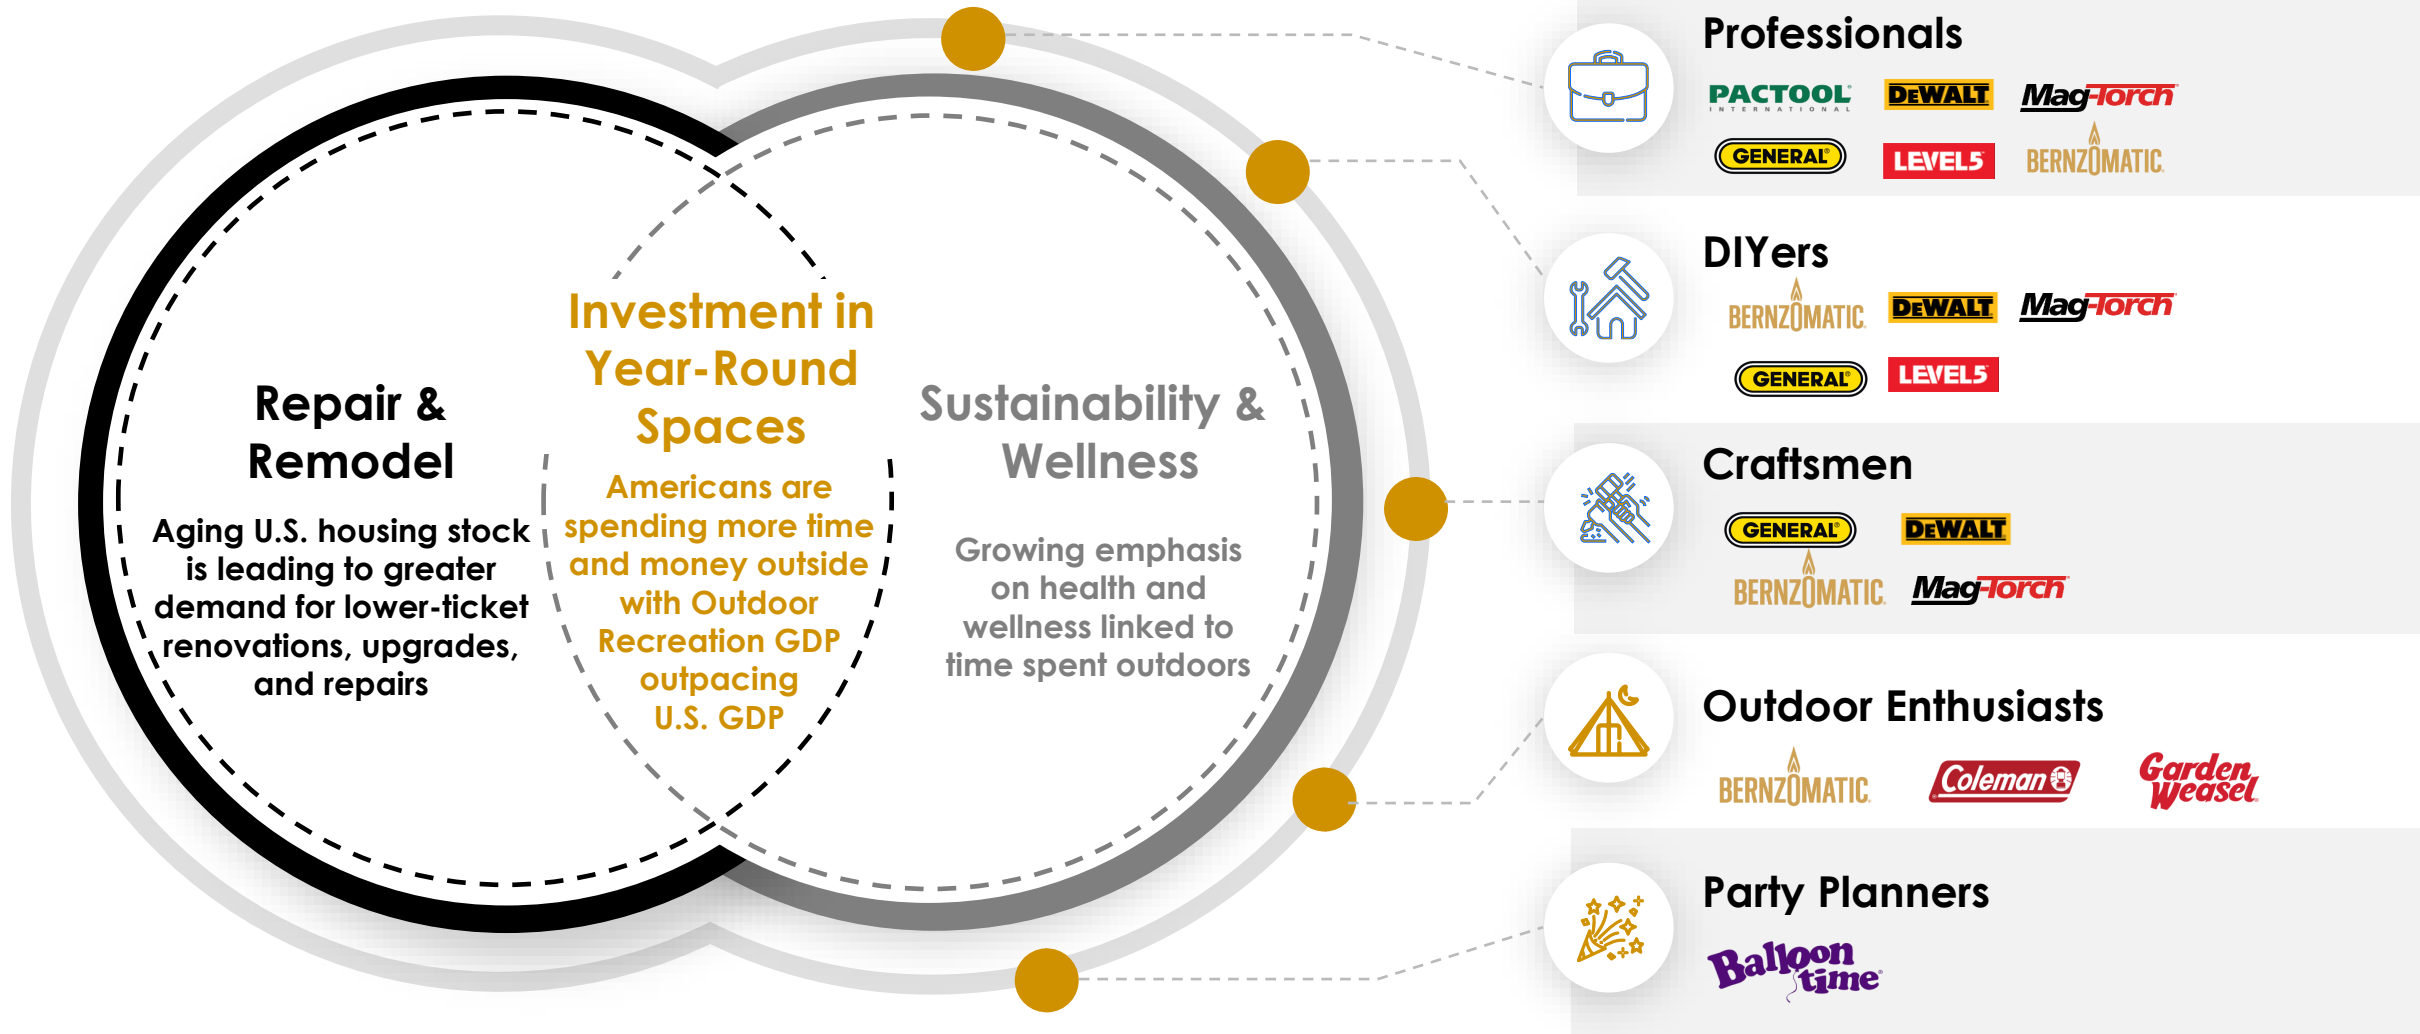 Repair &
Remodel
Aging U.S. housing stock
is leading to greater
demand for lower-ticket
renovations, upgrades,
and repairs
Investment in
Year-Round
Spaces
Americans are
spending more time
and money outside
with Outdoor
Recreation GDP
outpacing
U.S. GDP
Sustainability &
Wellness
Growing emphasis
on health and
wellness linked to
time spent outdoors
Professionals
PACTOOL®
INTERNATIONAL
DEWALT
Mag-Torch
GENERAL®
LEVEL5
BERNZOMATIC
DIYers
BERNZOMATIC
DEWALT
Mag-Torch
GENERAL®
LEVEL5
Craftsmen
GENERAL®
DEWALT
BERNZOMATIC
Mag-Torch
Outdoor Enthusiasts
BERNZOMATIC
Coleman
Garden
Weasel
Party Planners
Balloon
time